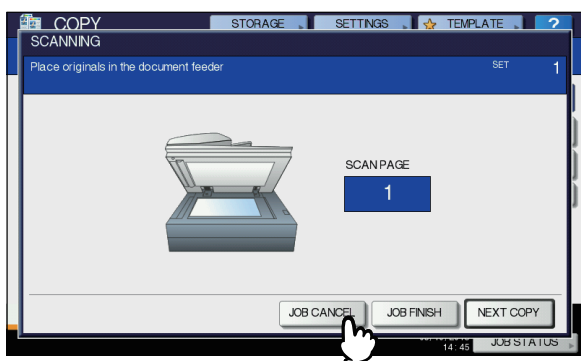 COPY STORAGE SETTINGS TEMPLATE ?
SCANNING
Place originals in the document feeder SET 1
SCAN PAGE
1
JOB CANCEL JOB FINISH NEXT COPY
14:45 JOB STATUS